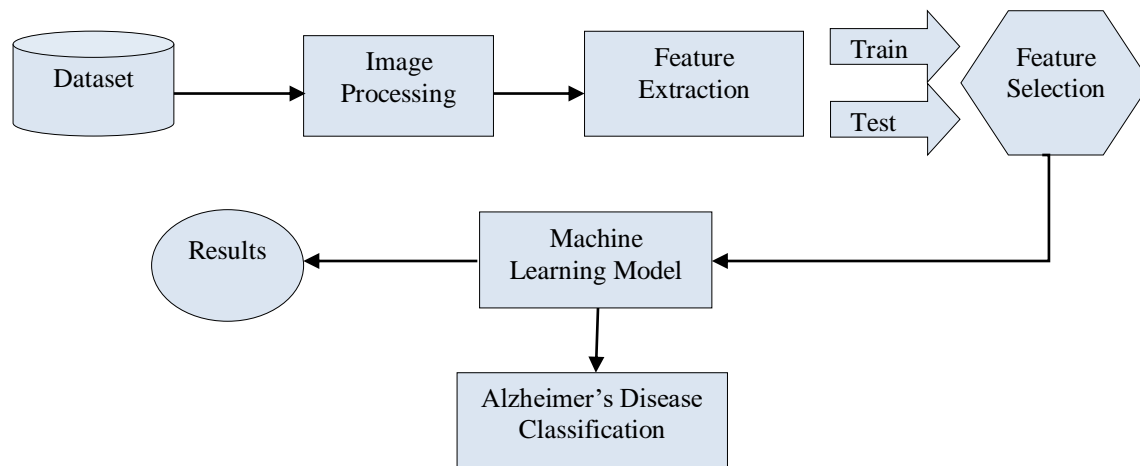 Dataset
Image
Processing
Feature
Extraction
Train
Test
Feature
Selection
Results
Machine
Learning Model
Alzheimer’s Disease
Classification